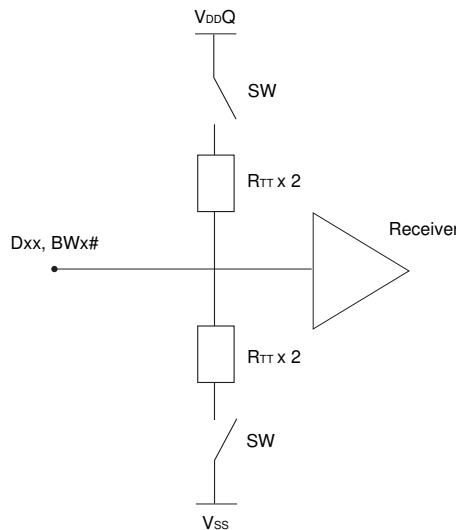 VDDQ
SW
RTT x 2
Dxx, BWx#
Receiver
RTT x 2
SW
VSS